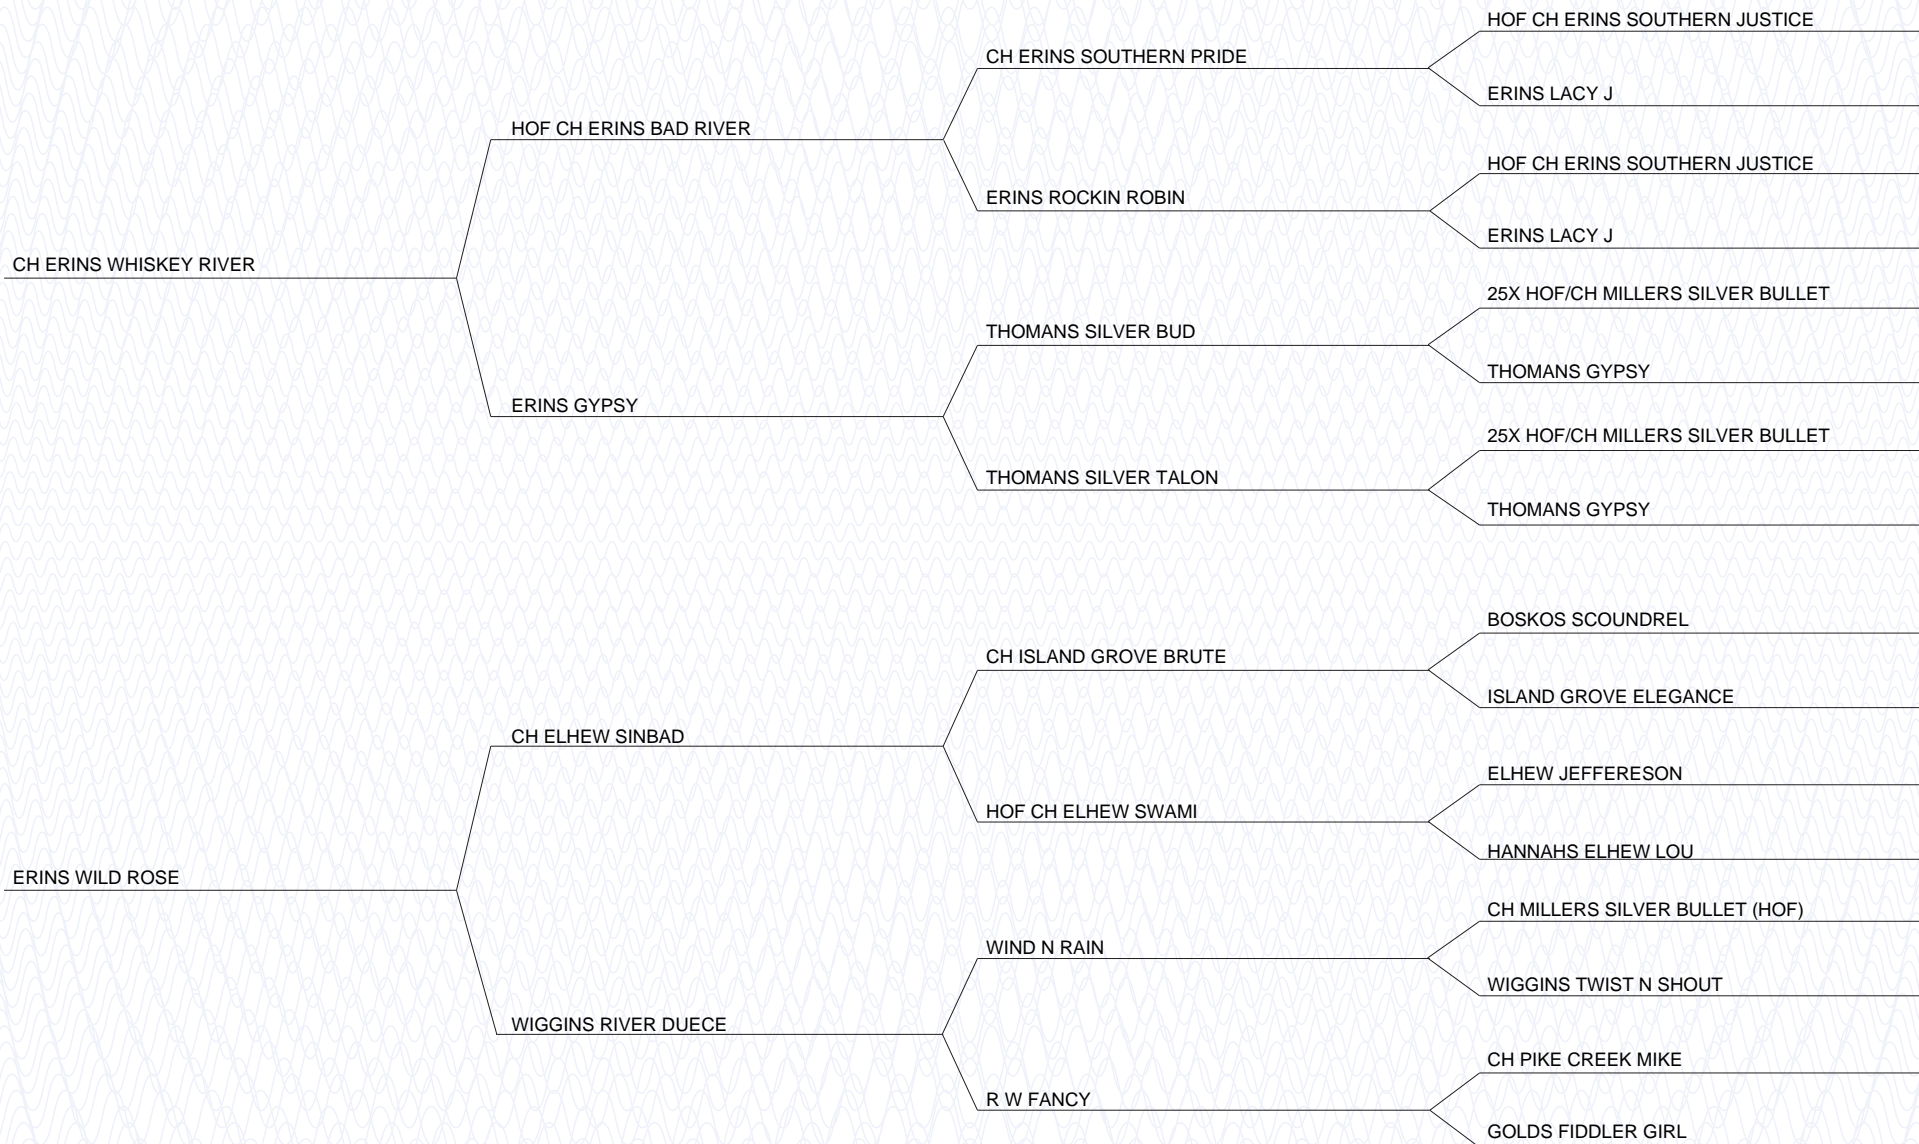 HOF CH ERINS SOUTHERN JUSTICE
CH ERINS SOUTHERN PRIDE
ERINS LACY J
HOF CH ERINS BAD RIVER
HOF CH ERINS SOUTHERN JUSTICE
ERINS ROCKIN ROBIN
ERINS LACY J
CH ERINS WHISKEY RIVER
25X HOF/CH MILLERS SILVER BULLET
THOMANS SILVER BUD
THOMANS GYPSY
ERINS GYPSY
25X HOF/CH MILLERS SILVER BULLET
THOMANS SILVER TALON
THOMANS GYPSY
BOSKOS SCOUNDREL
CH ISLAND GROVE BRUTE
ISLAND GROVE ELEGANCE
CH ELHEW SINBAD
ELHEW JEFFERESON
HOF CH ELHEW SWAMI
HANNAHS ELHEW LOU
ERINS WILD ROSE
CH MILLERS SILVER BULLET (HOF)
WIND N RAIN
WIGGINS TWIST N SHOUT
WIGGINS RIVER DUECE
CH PIKE CREEK MIKE
R W FANCY
GOLDS FIDDLER GIRL